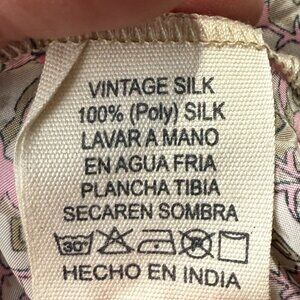 VINTAGE SILK
100% (Poly) SILK
LAVAR A MANO
EN AGUA FRIA
PLANCHA TIBIA
SECAREN SOMBRA
30°
HECHO EN INDIA